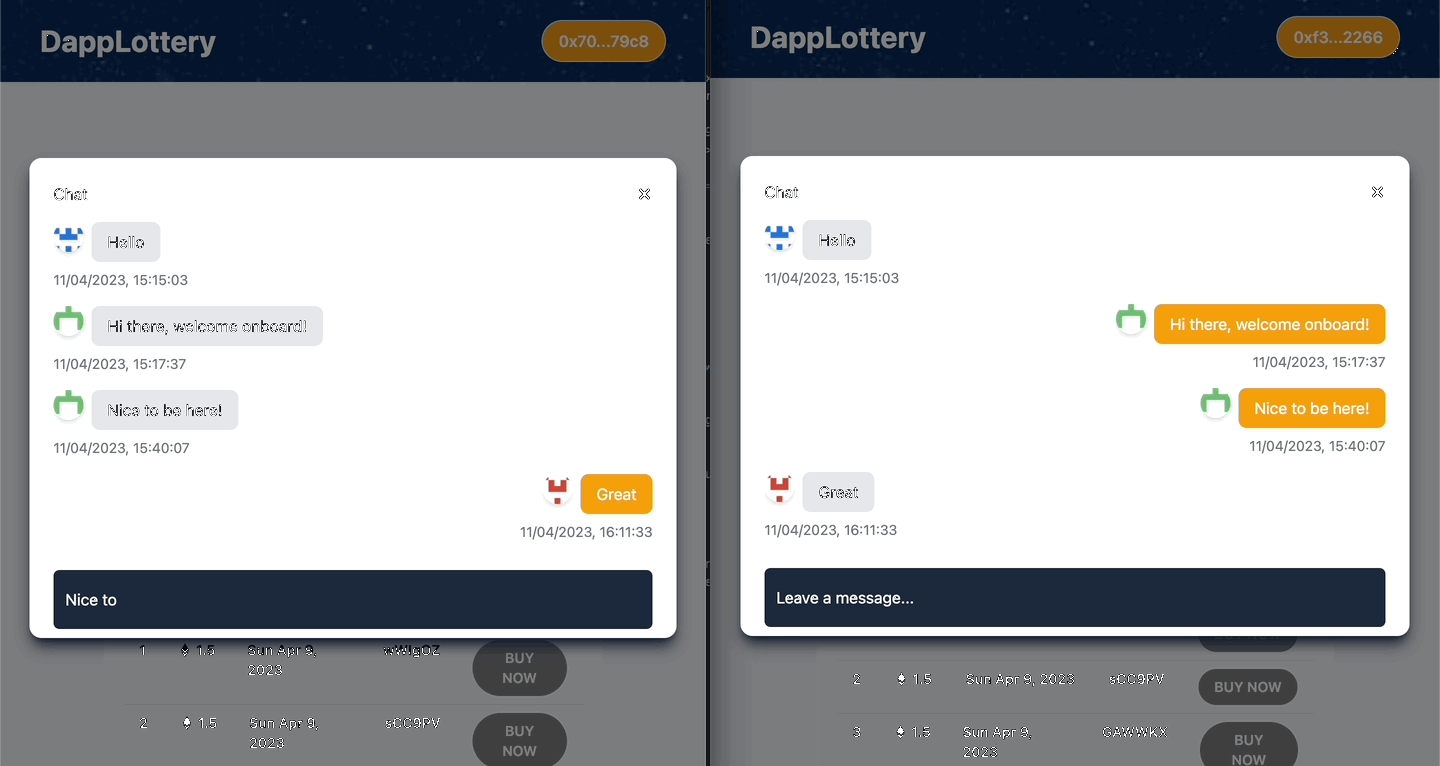 DappLottery
0x70...79c8
Chat
Hello
11/04/2023, 15:15:03
Hi there, welcome onboard!
11/04/2023, 15:17:37
Nice to be here!
11/04/2023, 15:40:07
Great
11/04/2023, 16:11:33
Nice to
1 1.5 Sun Apr 9, 2023 wWIgOZ BUY NOW
2 1.5 Sun Apr 9, 2023 sCG9PV BUY NOW
DappLottery
0xf3...2266
Chat
Hello
11/04/2023, 15:15:03
Hi there, welcome onboard!
11/04/2023, 15:17:37
Nice to be here!
11/04/2023, 15:40:07
Great
11/04/2023, 16:11:33
Leave a message...
2 1.5 Sun Apr 9, 2023 sCG9PV BUY NOW
3 1.5 Sun Apr 9, 2023 GAWWKX BUY NOW